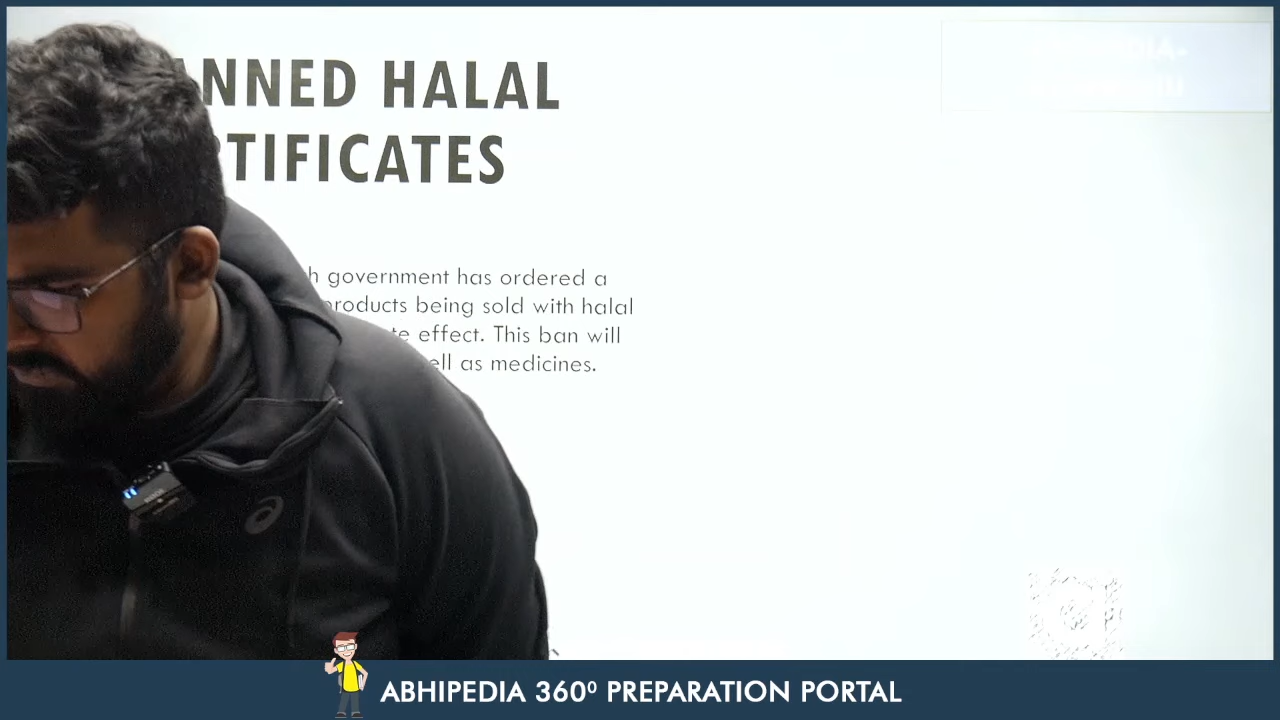 ANNED HALAL
TIFICATES
h government has ordered a
products being sold with halal
te effect. This ban will
ell as medicines.
ABHIPEDIA 360⁰ PREPARATION PORTAL